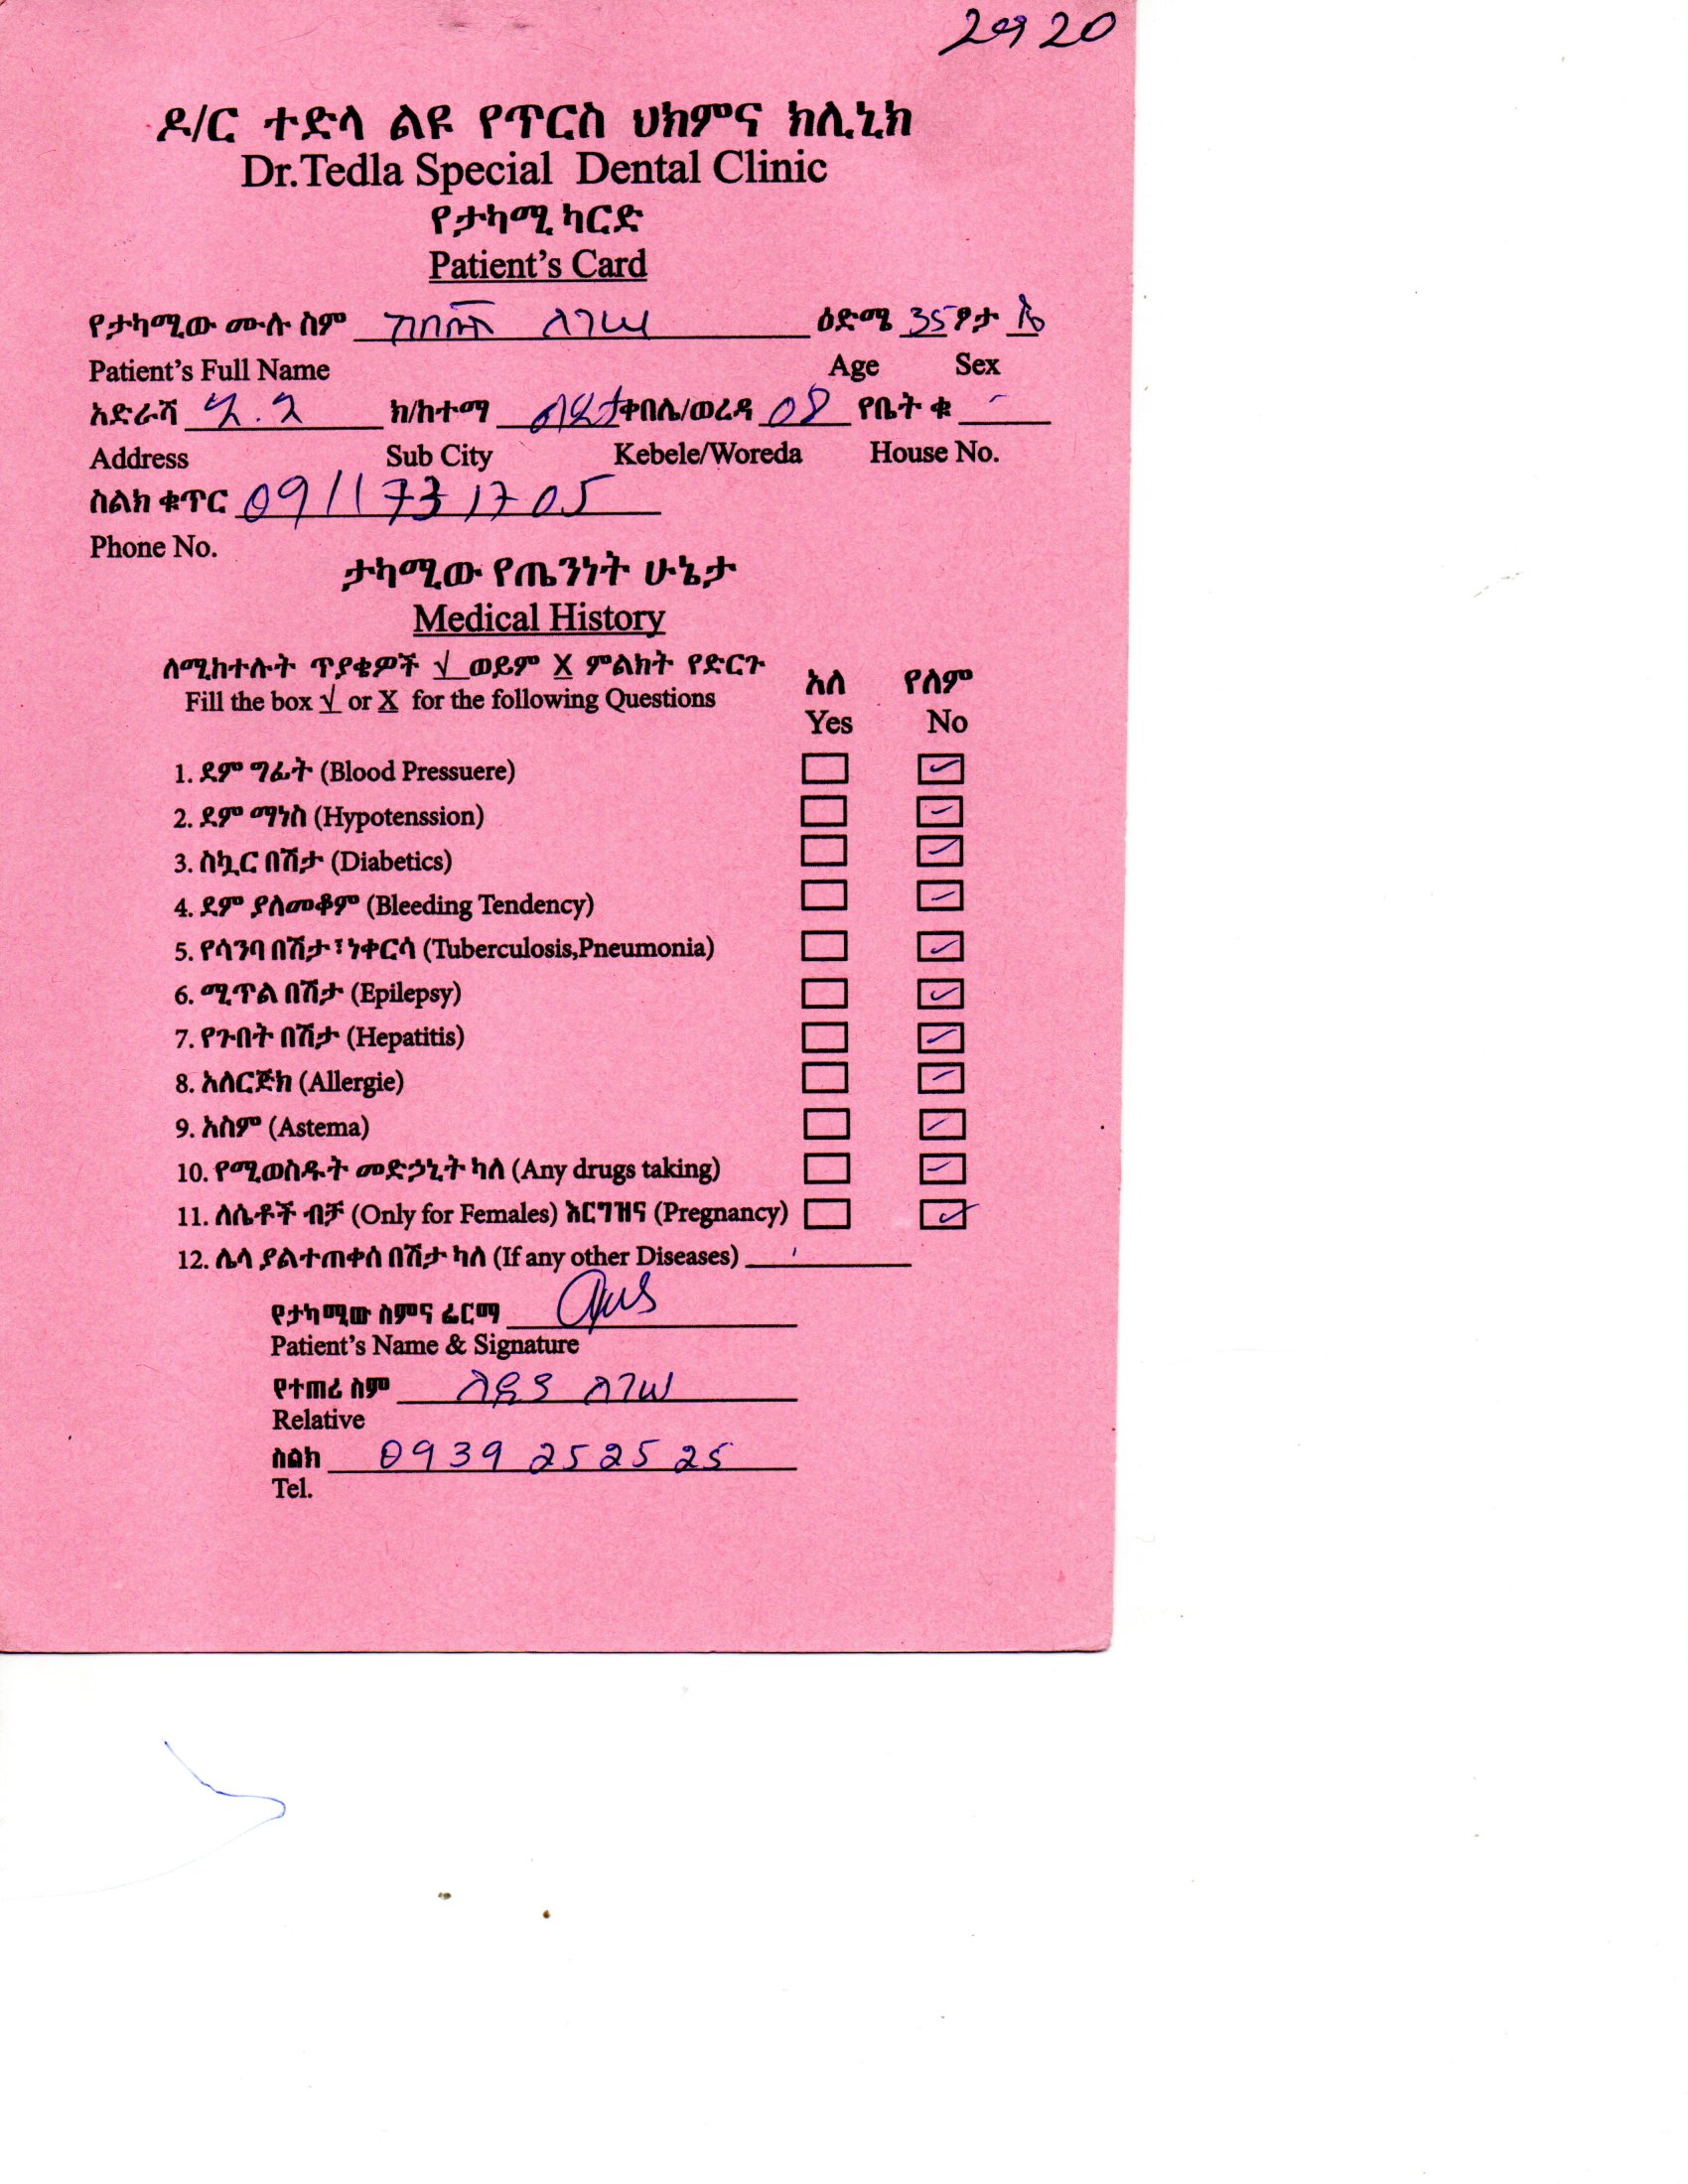 2920
ዶ/ር ተድላ ልዩ የጥርስ ህክምና ክሊኒክ
Dr.Tedla Special Dental Clinic
የታካሚ ካርድ
Patient's Card
የታካሚው ሙሉ ስም ለገሠ ዕድሜ 35 ፆታ
Patient's Full Name Age Sex
አድራሻ ክ/ከተማ ቀበሌ/ወረዳ 08 የቤት ቁ -
Address Sub City Kebele/Woreda House No.
ስልክ ቁጥር 0911731705
Phone No.
ታካሚው የጤንነት ሁኔታ
Medical History
ለሚከተሉት ጥያቄዎች √ ወይም X ምልክት የድርጉ
Fill the box √ or X for the following Questions
አለ የለም
Yes No
1. ደም ግፊት (Blood Pressuere) ✓
2. ደም ማነስ (Hypotenssion) ✓
3. ስኳር በሽታ (Diabetics) ✓
4. ደም ያለመቆም (Bleeding Tendency) ✓
5. የሳንባ በሽታ፣ ነቀርሳ (Tuberculosis,Pneumonia) ✓
6. ሚጥል በሽታ (Epilepsy) ✓
7. የጉበት በሽታ (Hepatitis) ✓
8. አለርጅክ (Allergie) ✓
9. አስም (Astema) ✓
10. የሚወስዱት መድኃኒት ካለ (Any drugs taking) ✓
11. ለሴቶች ብቻ (Only for Females) እርግዝና (Pregnancy) ✓
12. ሌላ ያልተጠቀሰ በሽታ ካለ (If any other Diseases)
የታካሚው ስምና ፊርማ
Patient's Name & Signature
የተጠሪ ስም ለገሠ
Relative
ስልክ 0939 25 25 25
Tel.